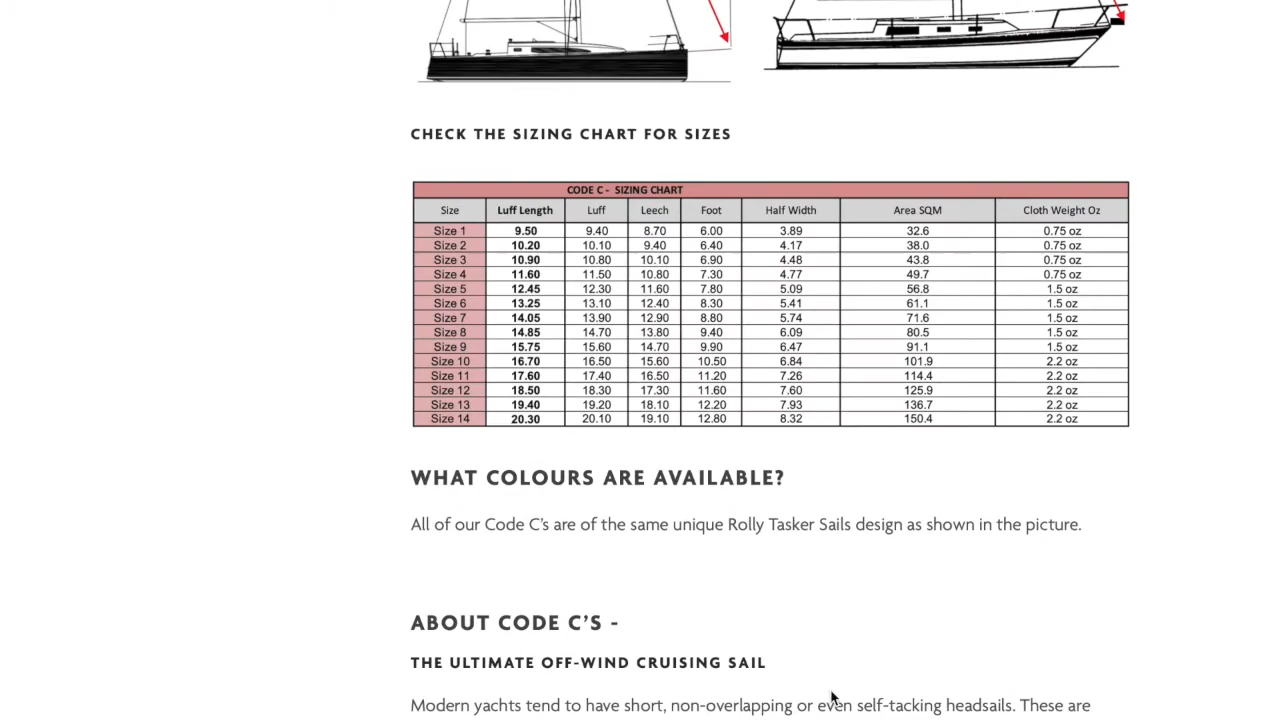 CHECK THE SIZING CHART FOR SIZES
CODE C - SIZING CHART
Size Luff Length Luff Leech Foot Half Width Area SQM Cloth Weight Oz
Size 1 9.50 9.40 8.70 6.00 3.89 32.6 0.75 oz
Size 2 10.20 10.10 9.40 6.40 4.17 38.0 0.75 oz
Size 3 10.90 10.80 10.10 6.90 4.48 43.8 0.75 oz
Size 4 11.60 11.50 10.80 7.30 4.77 49.7 0.75 oz
Size 5 12.45 12.30 11.60 7.80 5.09 56.8 1.5 oz
Size 6 13.25 13.10 12.40 8.30 5.41 61.1 1.5 oz
Size 7 14.05 13.90 12.90 8.80 5.74 71.6 1.5 oz
Size 8 14.85 14.70 13.80 9.40 6.09 80.5 1.5 oz
Size 9 15.75 15.60 14.70 9.90 6.47 91.1 1.5 oz
Size 10 16.70 16.50 15.60 10.50 6.84 101.9 2.2 oz
Size 11 17.60 17.40 16.50 11.20 7.26 114.4 2.2 oz
Size 12 18.50 18.30 17.30 11.60 7.60 125.9 2.2 oz
Size 13 19.40 19.20 18.10 12.20 7.93 136.7 2.2 oz
Size 14 20.30 20.10 19.10 12.80 8.32 150.4 2.2 oz
WHAT COLOURS ARE AVAILABLE?
All of our Code C’s are of the same unique Rolly Tasker Sails design as shown in the picture.
ABOUT CODE C’S -
THE ULTIMATE OFF-WIND CRUISING SAIL
Modern yachts tend to have short, non-overlapping or even self-tacking headsails. These are